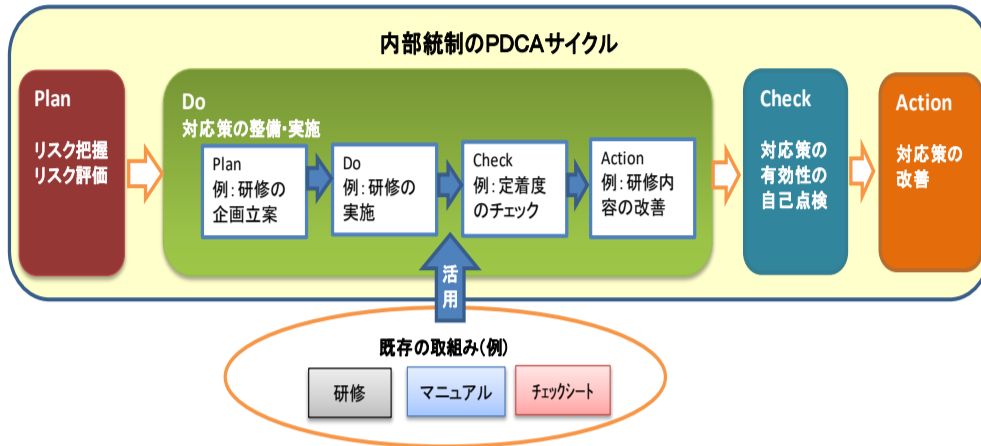 内部統制のPDCAサイクル
Plan
リスク把握
リスク評価
Do
対応策の整備・実施
Plan
例：研修の
企画立案
Do
例：研修の
実施
Check
例：定着度
のチェック
Action
例：研修内
容の改善
Check
対応策の
有効性の
自己点検
Action
対応策の
改善
活
用
既存の取組み(例)
研修
マニュアル
チェックシート